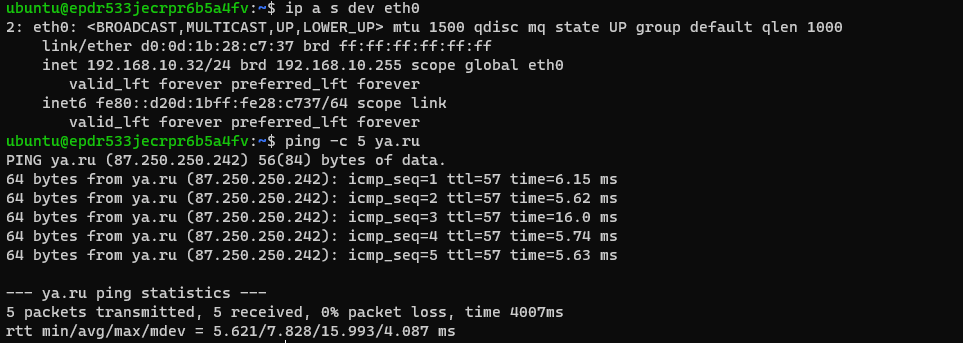 ubuntu@epdr533jecrpr6b5a4fv:~$ ip a s dev eth0
2: eth0: <BROADCAST,MULTICAST,UP,LOWER_UP> mtu 1500 qdisc mq state UP group default qlen 1000
    link/ether d0:0d:1b:28:c7:37 brd ff:ff:ff:ff:ff:ff
    inet 192.168.10.32/24 brd 192.168.10.255 scope global eth0
       valid_lft forever preferred_lft forever
    inet6 fe80::d20d:1bff:fe28:c737/64 scope link
       valid_lft forever preferred_lft forever
ubuntu@epdr533jecrpr6b5a4fv:~$ ping -c 5 ya.ru
PING ya.ru (87.250.250.242) 56(84) bytes of data.
64 bytes from ya.ru (87.250.250.242): icmp_seq=1 ttl=57 time=6.15 ms
64 bytes from ya.ru (87.250.250.242): icmp_seq=2 ttl=57 time=5.62 ms
64 bytes from ya.ru (87.250.250.242): icmp_seq=3 ttl=57 time=16.0 ms
64 bytes from ya.ru (87.250.250.242): icmp_seq=4 ttl=57 time=5.74 ms
64 bytes from ya.ru (87.250.250.242): icmp_seq=5 ttl=57 time=5.63 ms

--- ya.ru ping statistics ---
5 packets transmitted, 5 received, 0% packet loss, time 4007ms
rtt min/avg/max/mdev = 5.621/7.828/15.993/4.087 ms